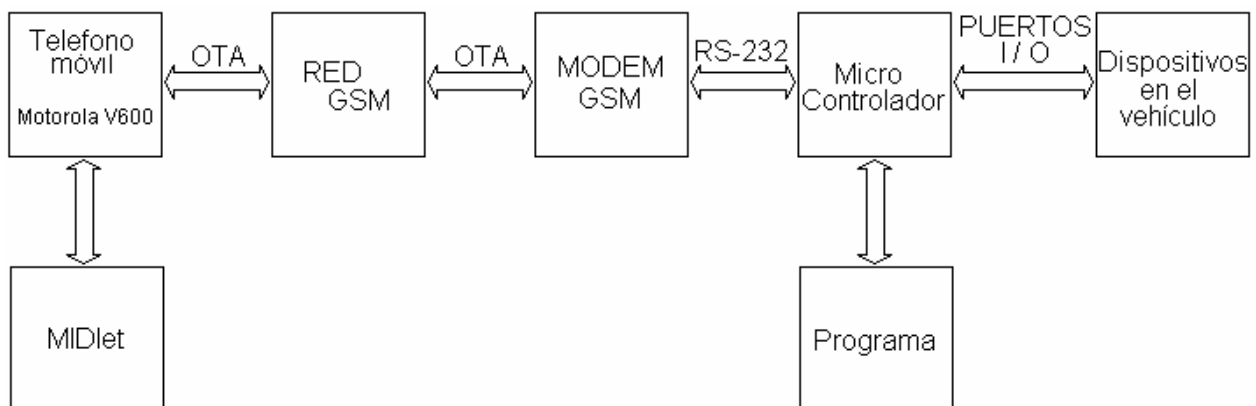 Telefono
móvil
Motorola V600
OTA
RED
GSM
OTA
MODEM
GSM
RS-232
Micro
Controlador
PUERTOS
I / O
Dispositivos
en el
vehículo
MIDlet
Programa